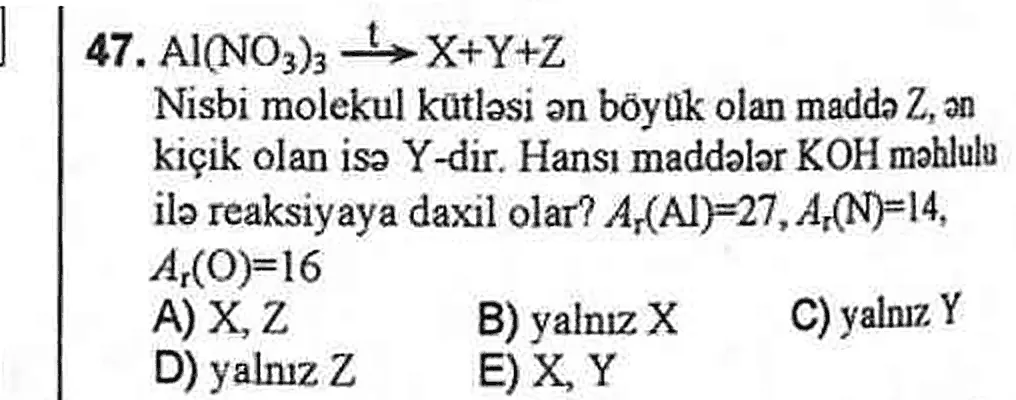 47. Al(NO₃)₃ —t→ X+Y+Z
Nisbi molekul kütləsi ən böyük olan maddə Z, ən
kiçik olan isə Y-dir. Hansı maddələr KOH məhlulu
ilə reaksiyaya daxil olar? Aᵣ(Al)=27, Aᵣ(N)=14,
Aᵣ(O)=16
A) X, Z B) yalnız X C) yalnız Y
D) yalnız Z E) X, Y